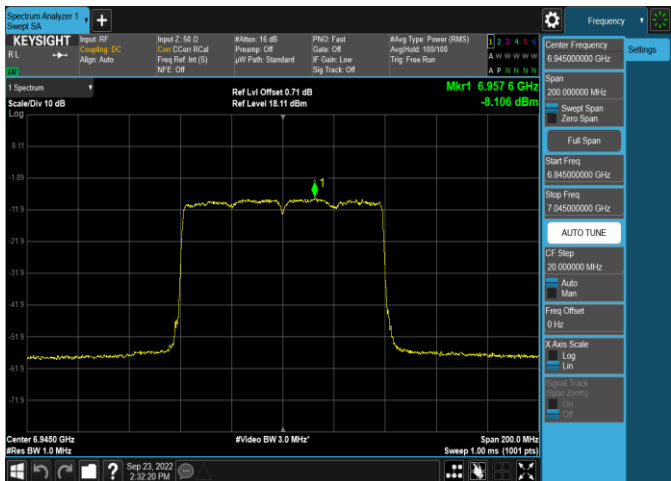 Spectrum Analyzer 1
Swept SA
+
Frequency
KEYSIGHT
RL
LNI
Input: RF
Coupling: DC
Align: Auto
Input Z: 50 Ω
Corr CCorr RCal
Freq Ref: Int (S)
NFE: Off
#Atten: 16 dB
Preamp: Off
µW Path: Standard
PNO: Fast
Gate: Off
IF Gain: Low
Sig Track: Off
#Avg Type: Power (RMS)
Avg|Hold: 100/100
Trig: Free Run
1 2 3 4 5 6
A W W W W W
A P N N N N
1 Spectrum
Scale/Div 10 dB
Log
Ref Lvl Offset 0.71 dB
Ref Level 18.11 dBm
Mkr1 6.957 6 GHz
-8.106 dBm
8.11
-1.89
-11.9
-21.9
-31.9
-41.9
-51.9
-61.9
-71.9
1
Center 6.9450 GHz
#Res BW 1.0 MHz
#Video BW 3.0 MHz*
Span 200.0 MHz
Sweep 1.00 ms (1001 pts)
Sep 23, 2022
2:32:20 PM
Center Frequency
6.945000000 GHz
Settings
Span
200.000000 MHz
Swept Span
Zero Span
Full Span
Start Freq
6.845000000 GHz
Stop Freq
7.045000000 GHz
AUTO TUNE
CF Step
20.000000 MHz
Auto
Man
Freq Offset
0 Hz
X Axis Scale
Log
Lin
Signal Track
(Span Zoom)
On
Off